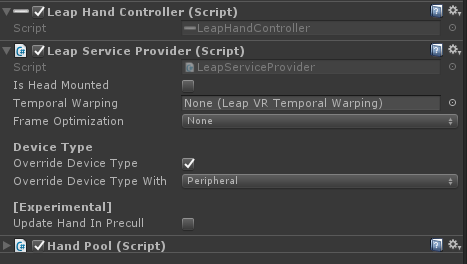 Leap Hand Controller (Script)
Script LeapHandController
Leap Service Provider (Script)
Script LeapServiceProvider
Is Head Mounted
Temporal Warping None (Leap VR Temporal Warping)
Frame Optimization None
Device Type
Override Device Type
Override Device Type With Peripheral
[Experimental]
Update Hand In Precull
Hand Pool (Script)